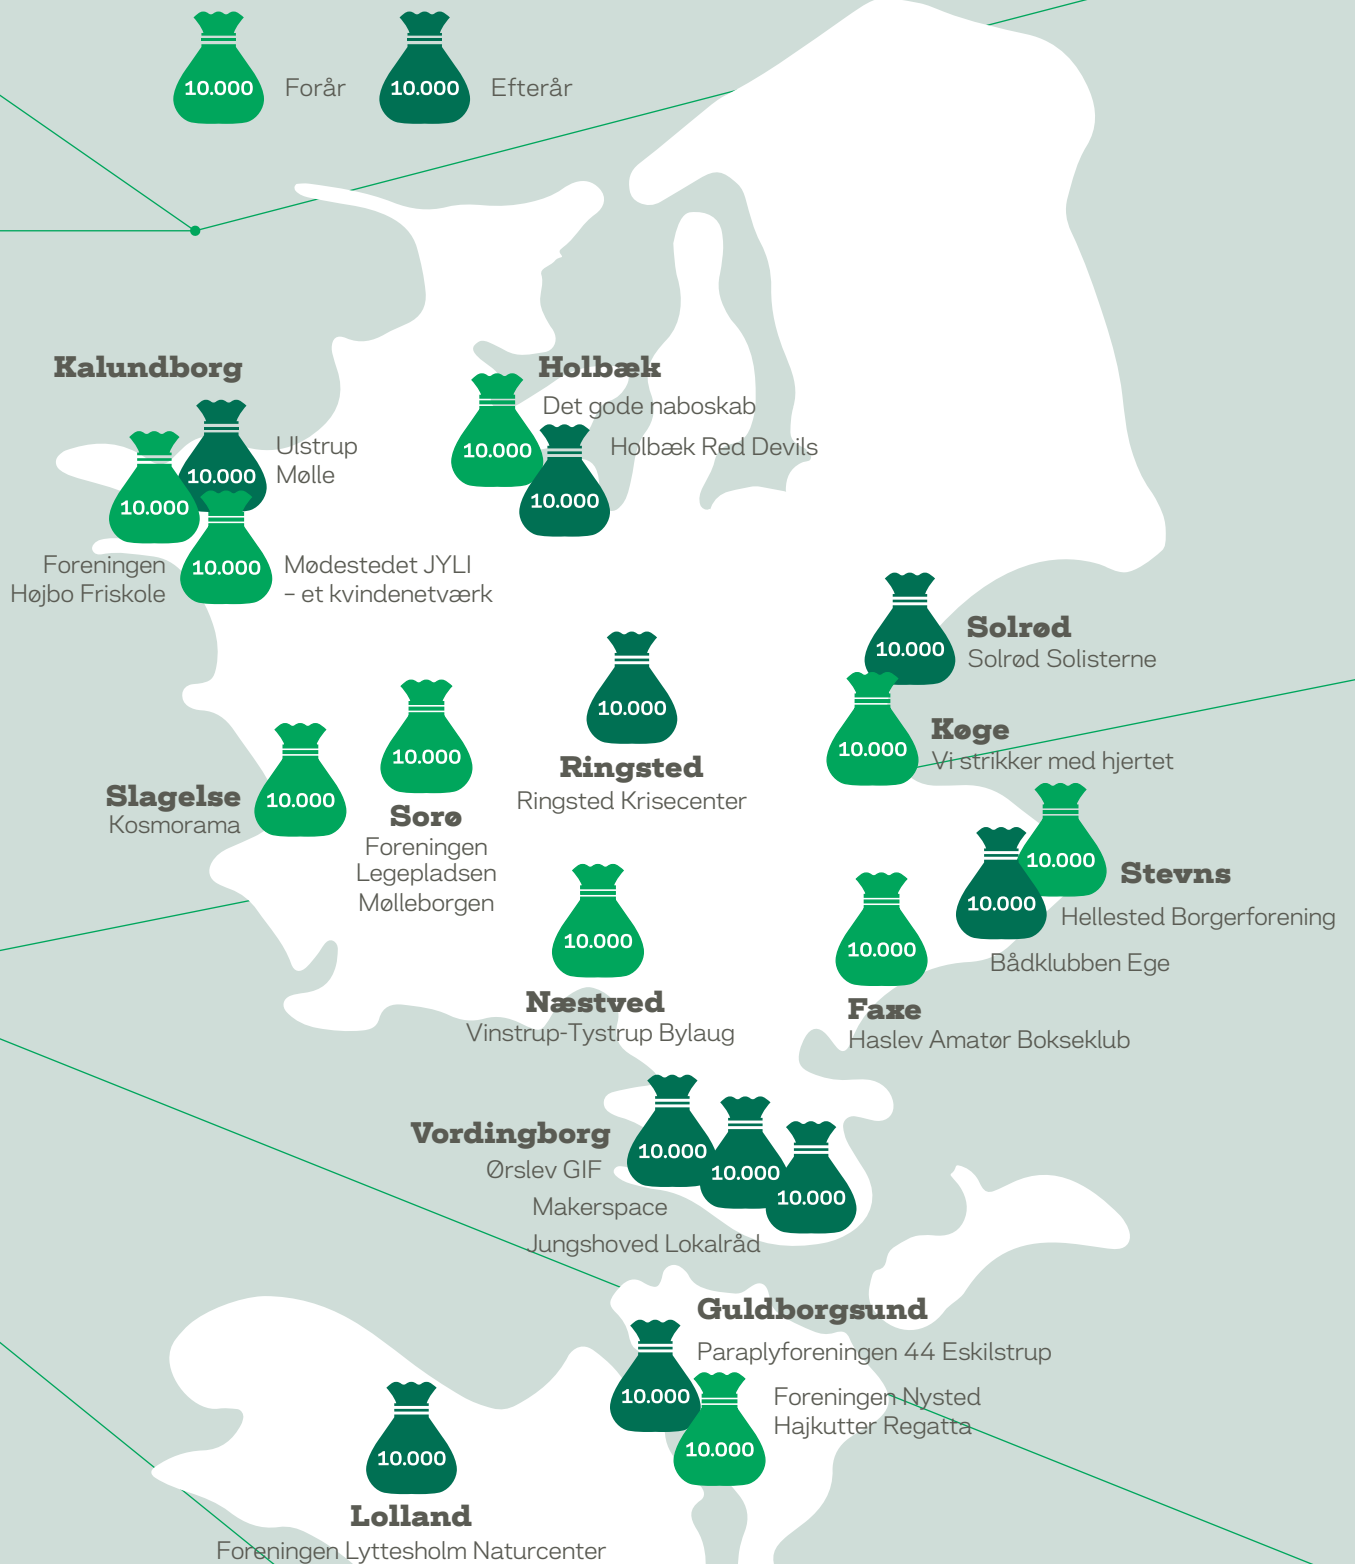 10.000 Forår
10.000 Efterår
Kalundborg
10.000
Ulstrup
Mølle
10.000
Foreningen
Højbo Friskole
10.000
Mødestedet JYLI
– et kvindenetværk
Holbæk
Det gode naboskab
10.000
Holbæk Red Devils
10.000
Solrød
10.000
Solrød Solisterne
Køge
10.000
Vi strikker med hjertet
10.000
Ringsted
Ringsted Krisecenter
10.000
Sorø
Foreningen
Legepladsen
Mølleborgen
Slagelse
10.000
Kosmorama
10.000
Stevns
10.000
Hellested Borgerforening
Bådklubben Ege
10.000
Næstved
Vinstrup-Tystrup Bylaug
10.000
Faxe
Haslev Amatør Bokseklub
Vordingborg
10.000
Ørslev GIF
10.000
Makerspace
10.000
Jungshoved Lokalråd
Guldborgsund
Paraplyforeningen 44 Eskilstrup
10.000
Foreningen Nysted
Hajkutter Regatta
10.000
10.000
Lolland
Foreningen Lyttesholm Naturcenter